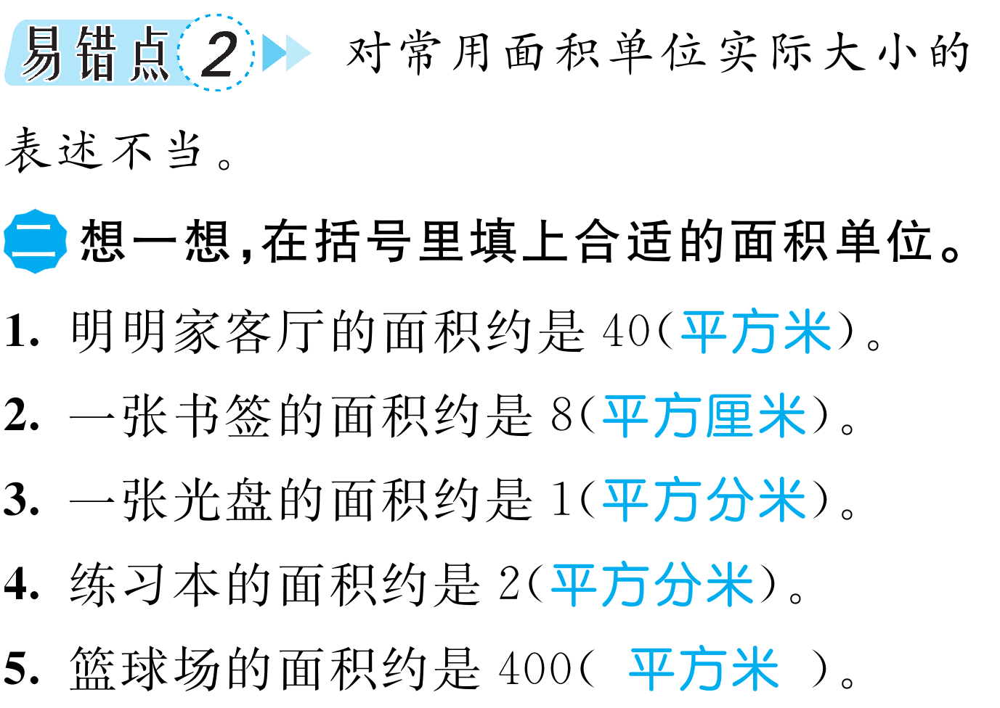 易错点 2 对常用面积单位实际大小的
表述不当。
二 想一想,在括号里填上合适的面积单位。
1. 明明家客厅的面积约是 40(平方米)。
2. 一张书签的面积约是 8(平方厘米)。
3. 一张光盘的面积约是 1(平方分米)。
4. 练习本的面积约是 2(平方分米)。
5. 篮球场的面积约是 400( 平方米 )。